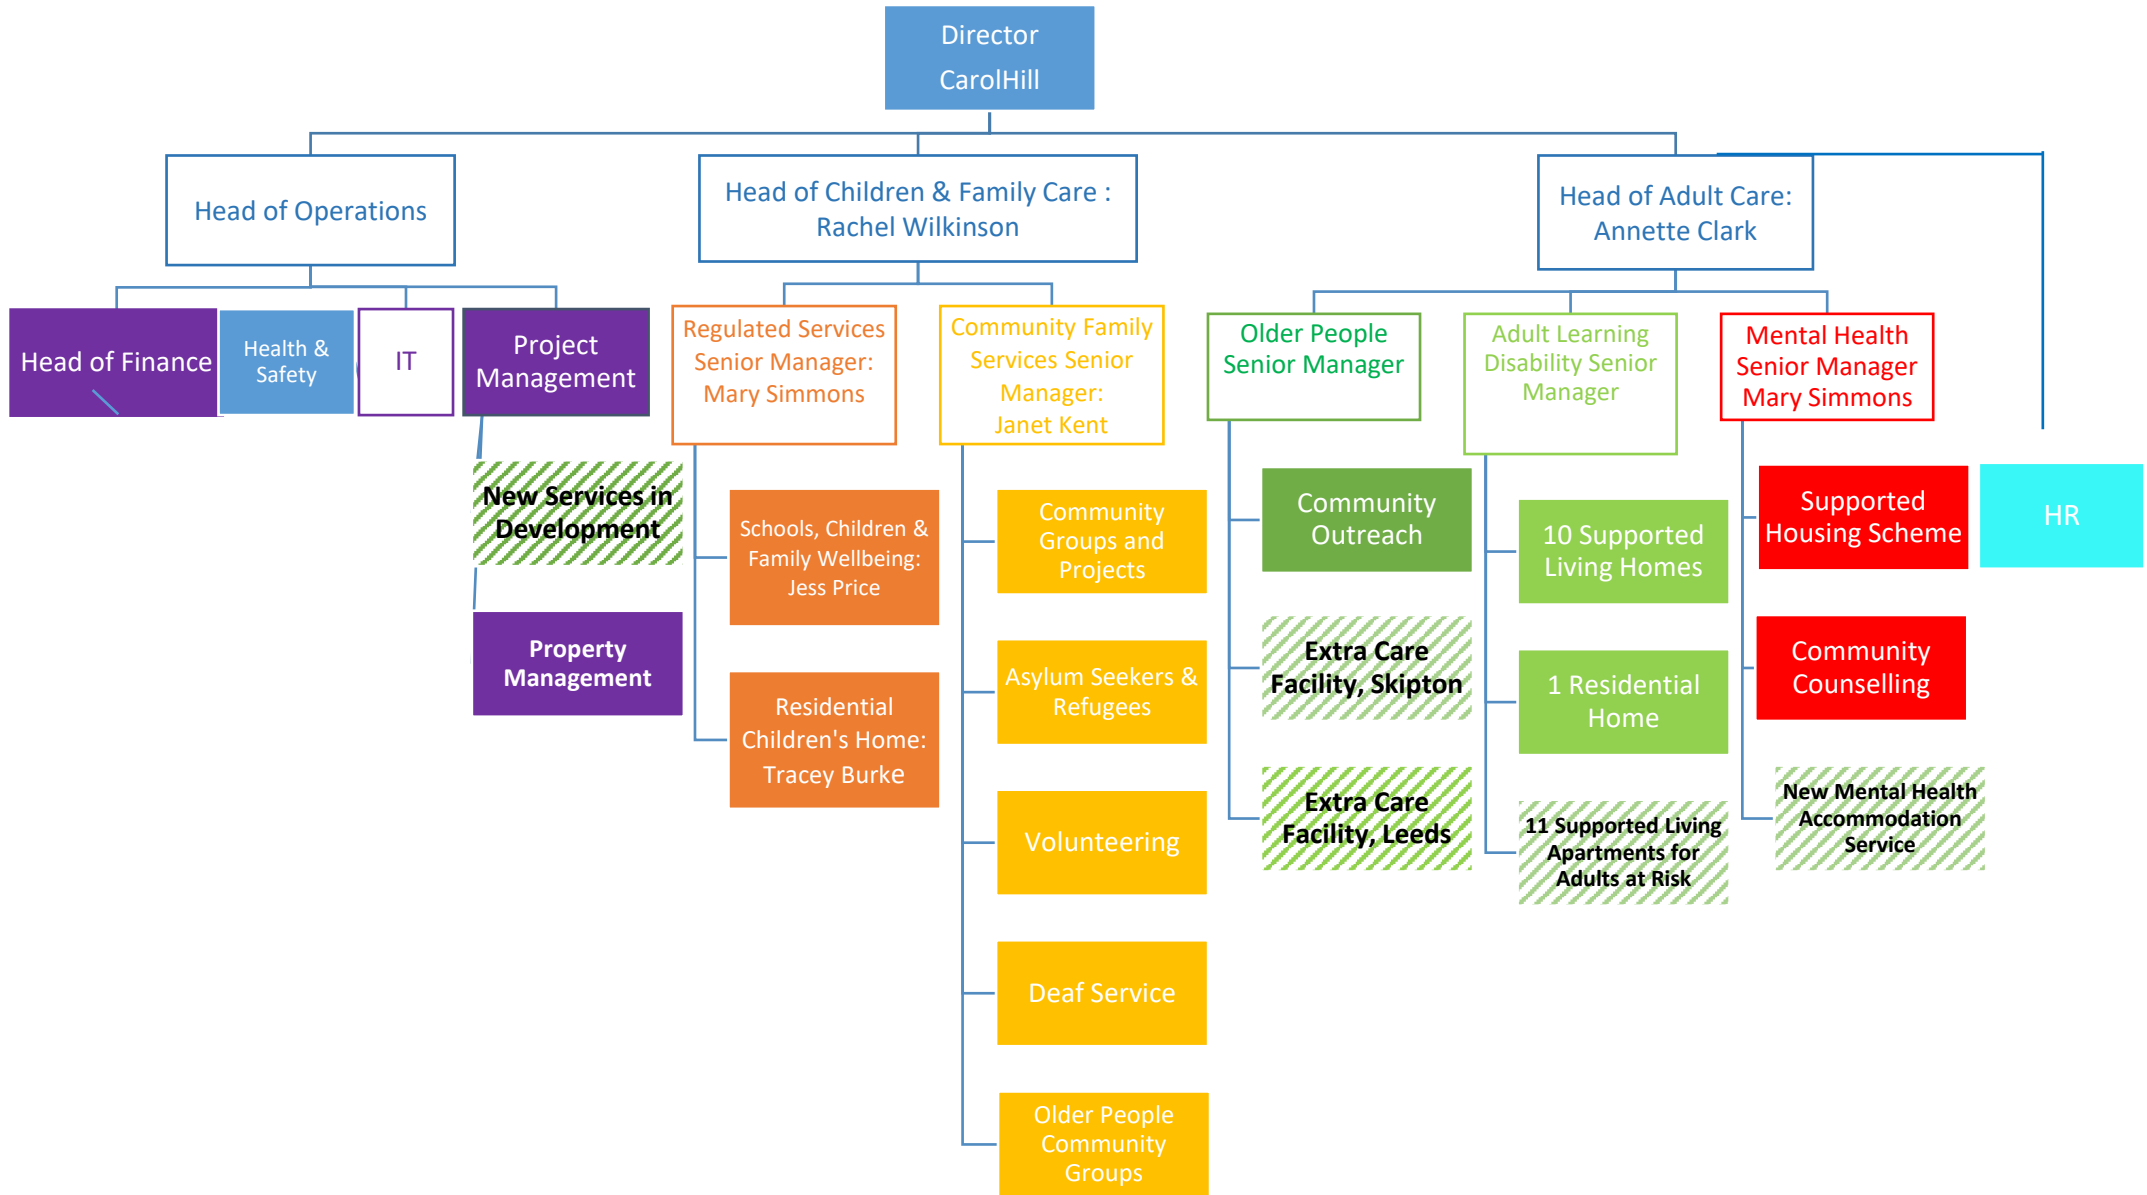 Director
CarolHill
Head of Operations
Head of Children & Family Care :
Rachel Wilkinson
Head of Adult Care:
Annette Clark
Head of Finance
Health &
Safety
IT
Project
Management
Regulated Services
Senior Manager:
Mary Simmons
Community Family
Services Senior
Manager:
Janet Kent
Older People
Senior Manager
Adult Learning
Disability Senior
Manager
Mental Health
Senior Manager
Mary Simmons
New Services in
Development
Property
Management
Schools, Children &
Family Wellbeing:
Jess Price
Residential
Children's Home:
Tracey Burke
Community
Groups and
Projects
Asylum Seekers &
Refugees
Volunteering
Deaf Service
Older People
Community
Groups
Community
Outreach
Extra Care
Facility, Skipton
Extra Care
Facility, Leeds
10 Supported
Living Homes
1 Residential
Home
11 Supported Living
Apartments for
Adults at Risk
Supported
Housing Scheme
Community
Counselling
New Mental Health
Accommodation
Service
HR